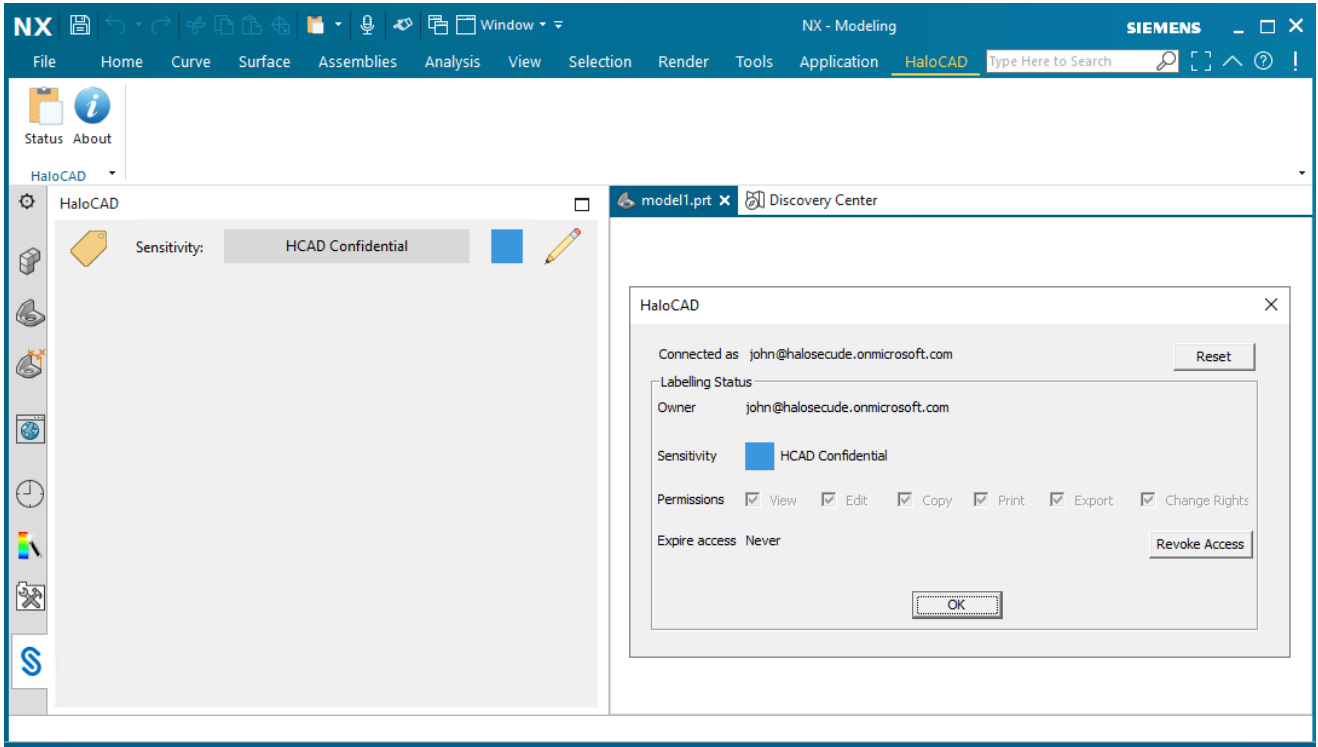 NX Window NX - Modeling SIEMENS
File Home Curve Surface Assemblies Analysis View Selection Render Tools Application HaloCAD Type Here to Search
Status About
HaloCAD
HaloCAD
Sensitivity: HCAD Confidential
model1.prt Discovery Center
HaloCAD
Connected as john@halosecude.onmicrosoft.com Reset
Labelling Status
Owner john@halosecude.onmicrosoft.com
Sensitivity HCAD Confidential
Permissions View Edit Copy Print Export Change Rights
Expire access Never Revoke Access
OK